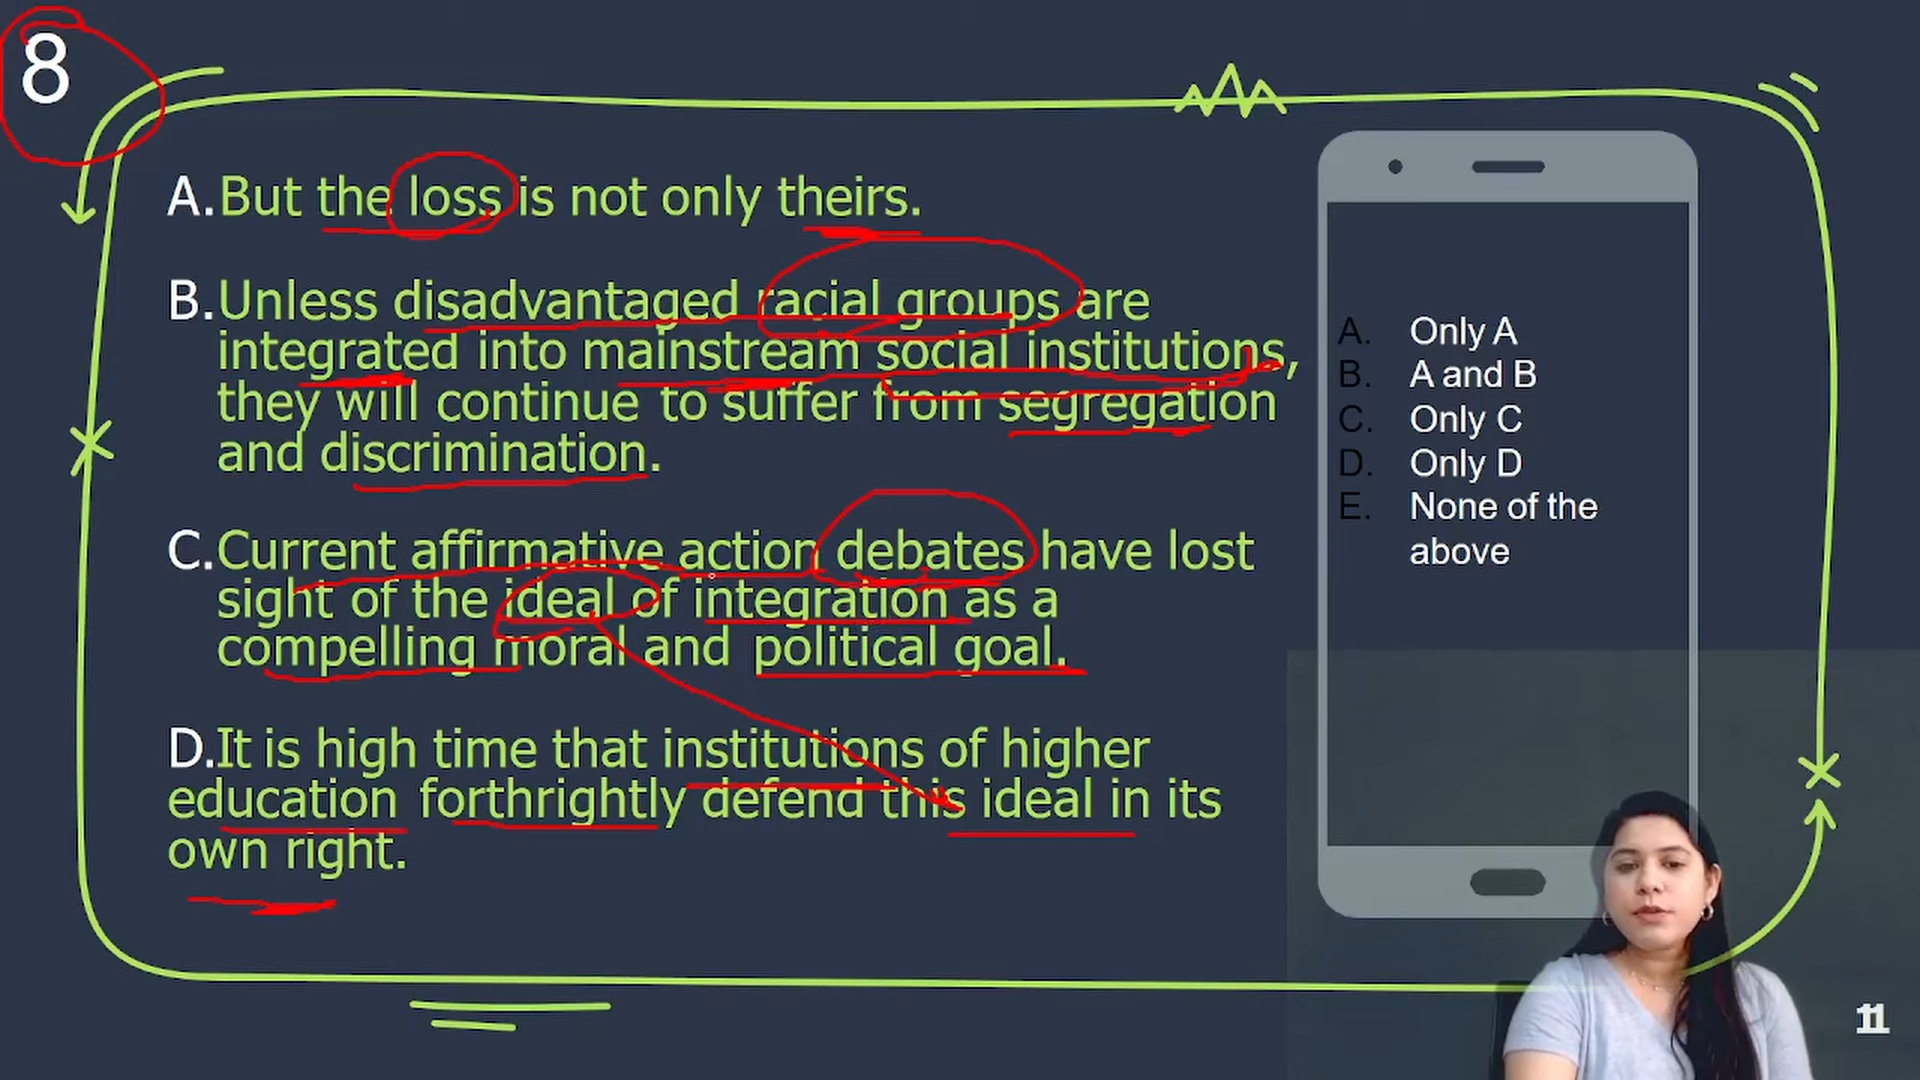 8
A.But the loss is not only theirs.
B.Unless disadvantaged racial groups are
integrated into mainstream social institutions,
they will continue to suffer from segregation
and discrimination.
C.Current affirmative action debates have lost
sight of the ideal of integration as a
compelling moral and political goal.
D.It is high time that institutions of higher
education forthrightly defend this ideal in its
own right.
A. Only A
B. A and B
C. Only C
D. Only D
E. None of the
above
11